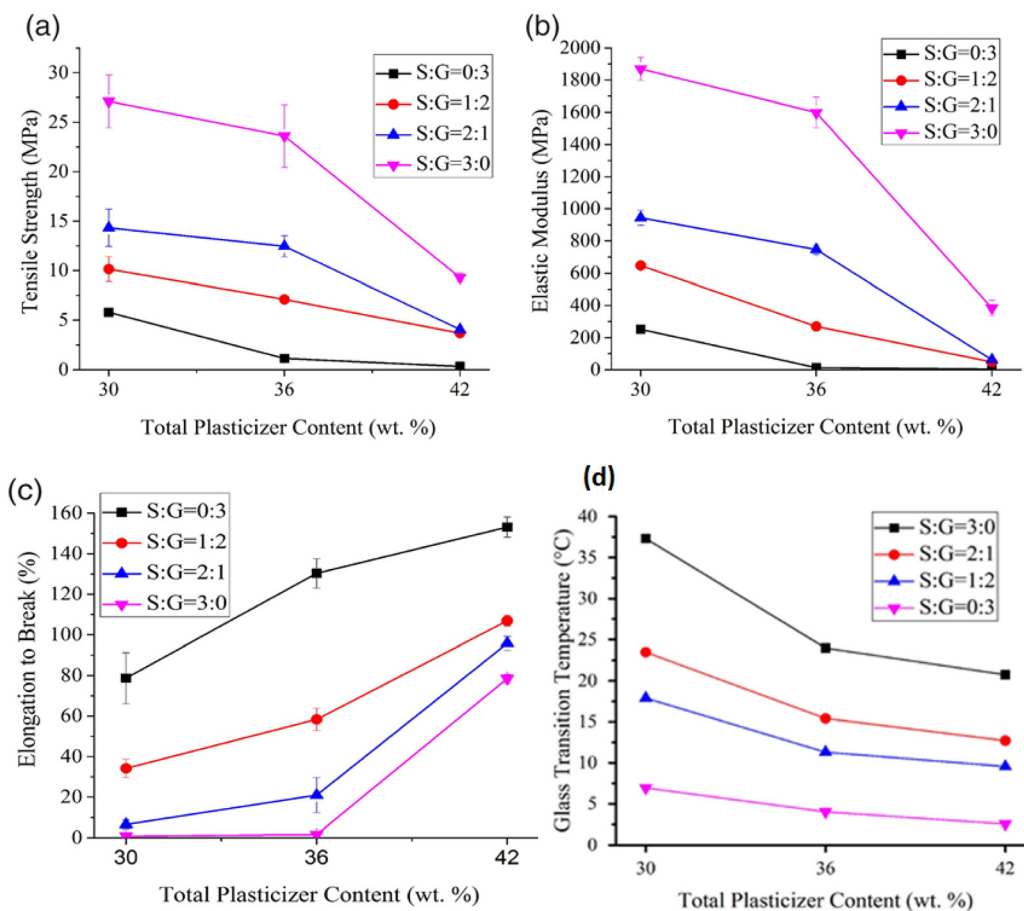 (a)
S:G=0:3
S:G=1:2
S:G=2:1
S:G=3:0
Tensile Strength (MPa)
30
25
20
15
10
5
0
30 36 42
Total Plasticizer Content (wt. %)
(b)
S:G=0:3
S:G=1:2
S:G=2:1
S:G=3:0
Elastic Modulus (MPa)
2000
1800
1600
1400
1200
1000
800
600
400
200
0
30 36 42
Total Plasticizer Content (wt. %)
(c)
S:G=0:3
S:G=1:2
S:G=2:1
S:G=3:0
Elongation to Break (%)
160
140
120
100
80
60
40
20
0
30 36 42
Total Plasticizer Content (wt. %)
(d)
S:G=3:0
S:G=2:1
S:G=1:2
S:G=0:3
Glass Transition Temperature (°C)
40
35
30
25
20
15
10
5
0
30 36 42
Total Plasticizer Content (wt. %)